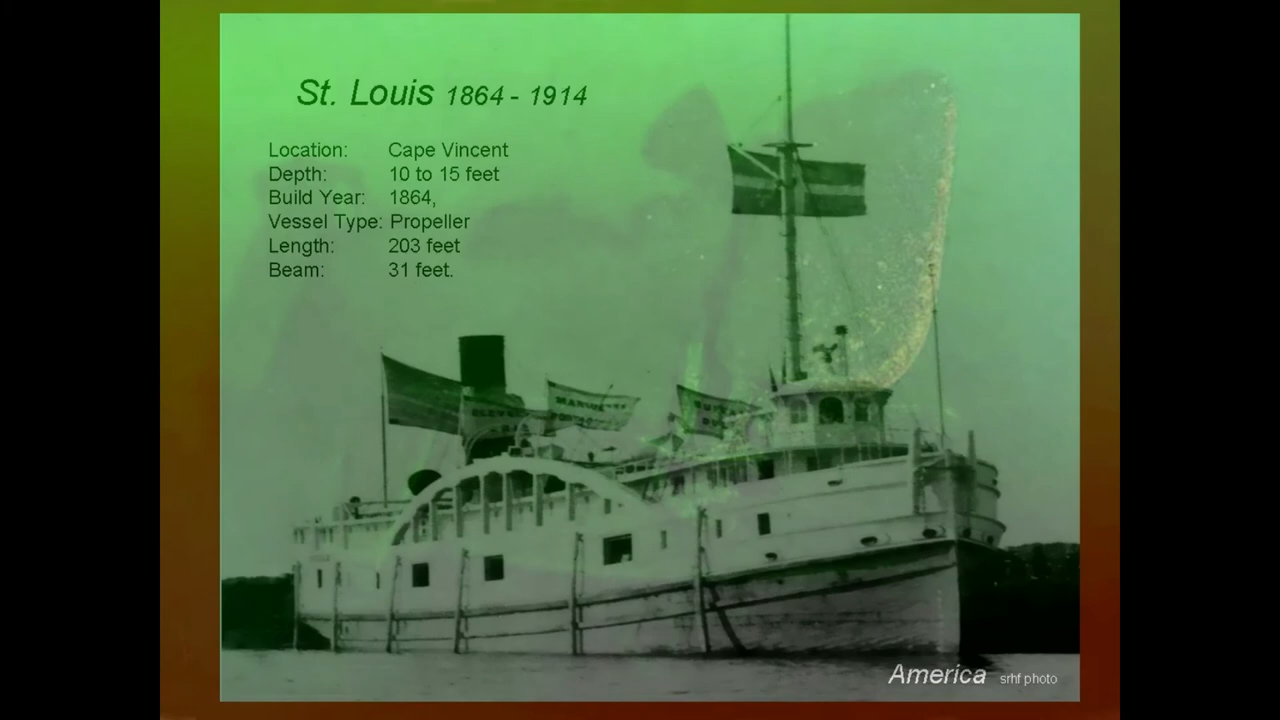 St. Louis 1864 - 1914
Location: Cape Vincent
Depth: 10 to 15 feet
Build Year: 1864,
Vessel Type: Propeller
Length: 203 feet
Beam: 31 feet.
America srhf photo